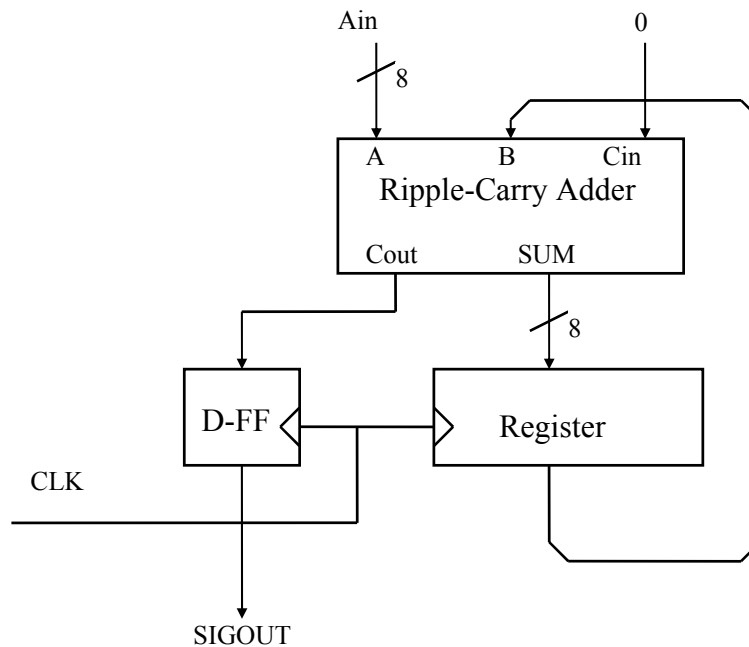 Ain
0
8
A
B
Cin
Ripple-Carry Adder
Cout
SUM
8
D-FF
Register
CLK
SIGOUT